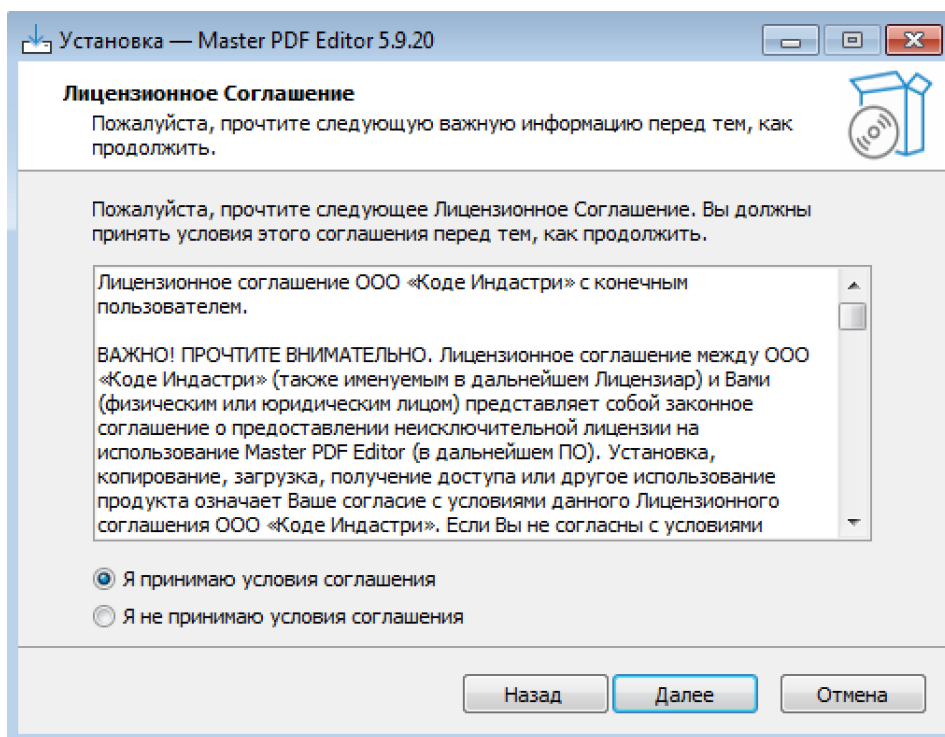 Установка — Master PDF Editor 5.9.20
Лицензионное Соглашение
Пожалуйста, прочтите следующую важную информацию перед тем, как
продолжить.
Пожалуйста, прочтите следующее Лицензионное Соглашение. Вы должны
принять условия этого соглашения перед тем, как продолжить.
Лицензионное соглашение ООО «Коде Индастри» с конечным
пользователем.
ВАЖНО! ПРОЧТИТЕ ВНИМАТЕЛЬНО. Лицензионное соглашение между ООО
«Коде Индастри» (также именуемым в дальнейшем Лицензиар) и Вами
(физическим или юридическим лицом) представляет собой законное
соглашение о предоставлении неисключительной лицензии на
использование Master PDF Editor (в дальнейшем ПО). Установка,
копирование, загрузка, получение доступа или другое использование
продукта означает Ваше согласие с условиями данного Лицензионного
соглашения ООО «Коде Индастри». Если Вы не согласны с условиями
Я принимаю условия соглашения
Я не принимаю условия соглашения
Назад Далее Отмена